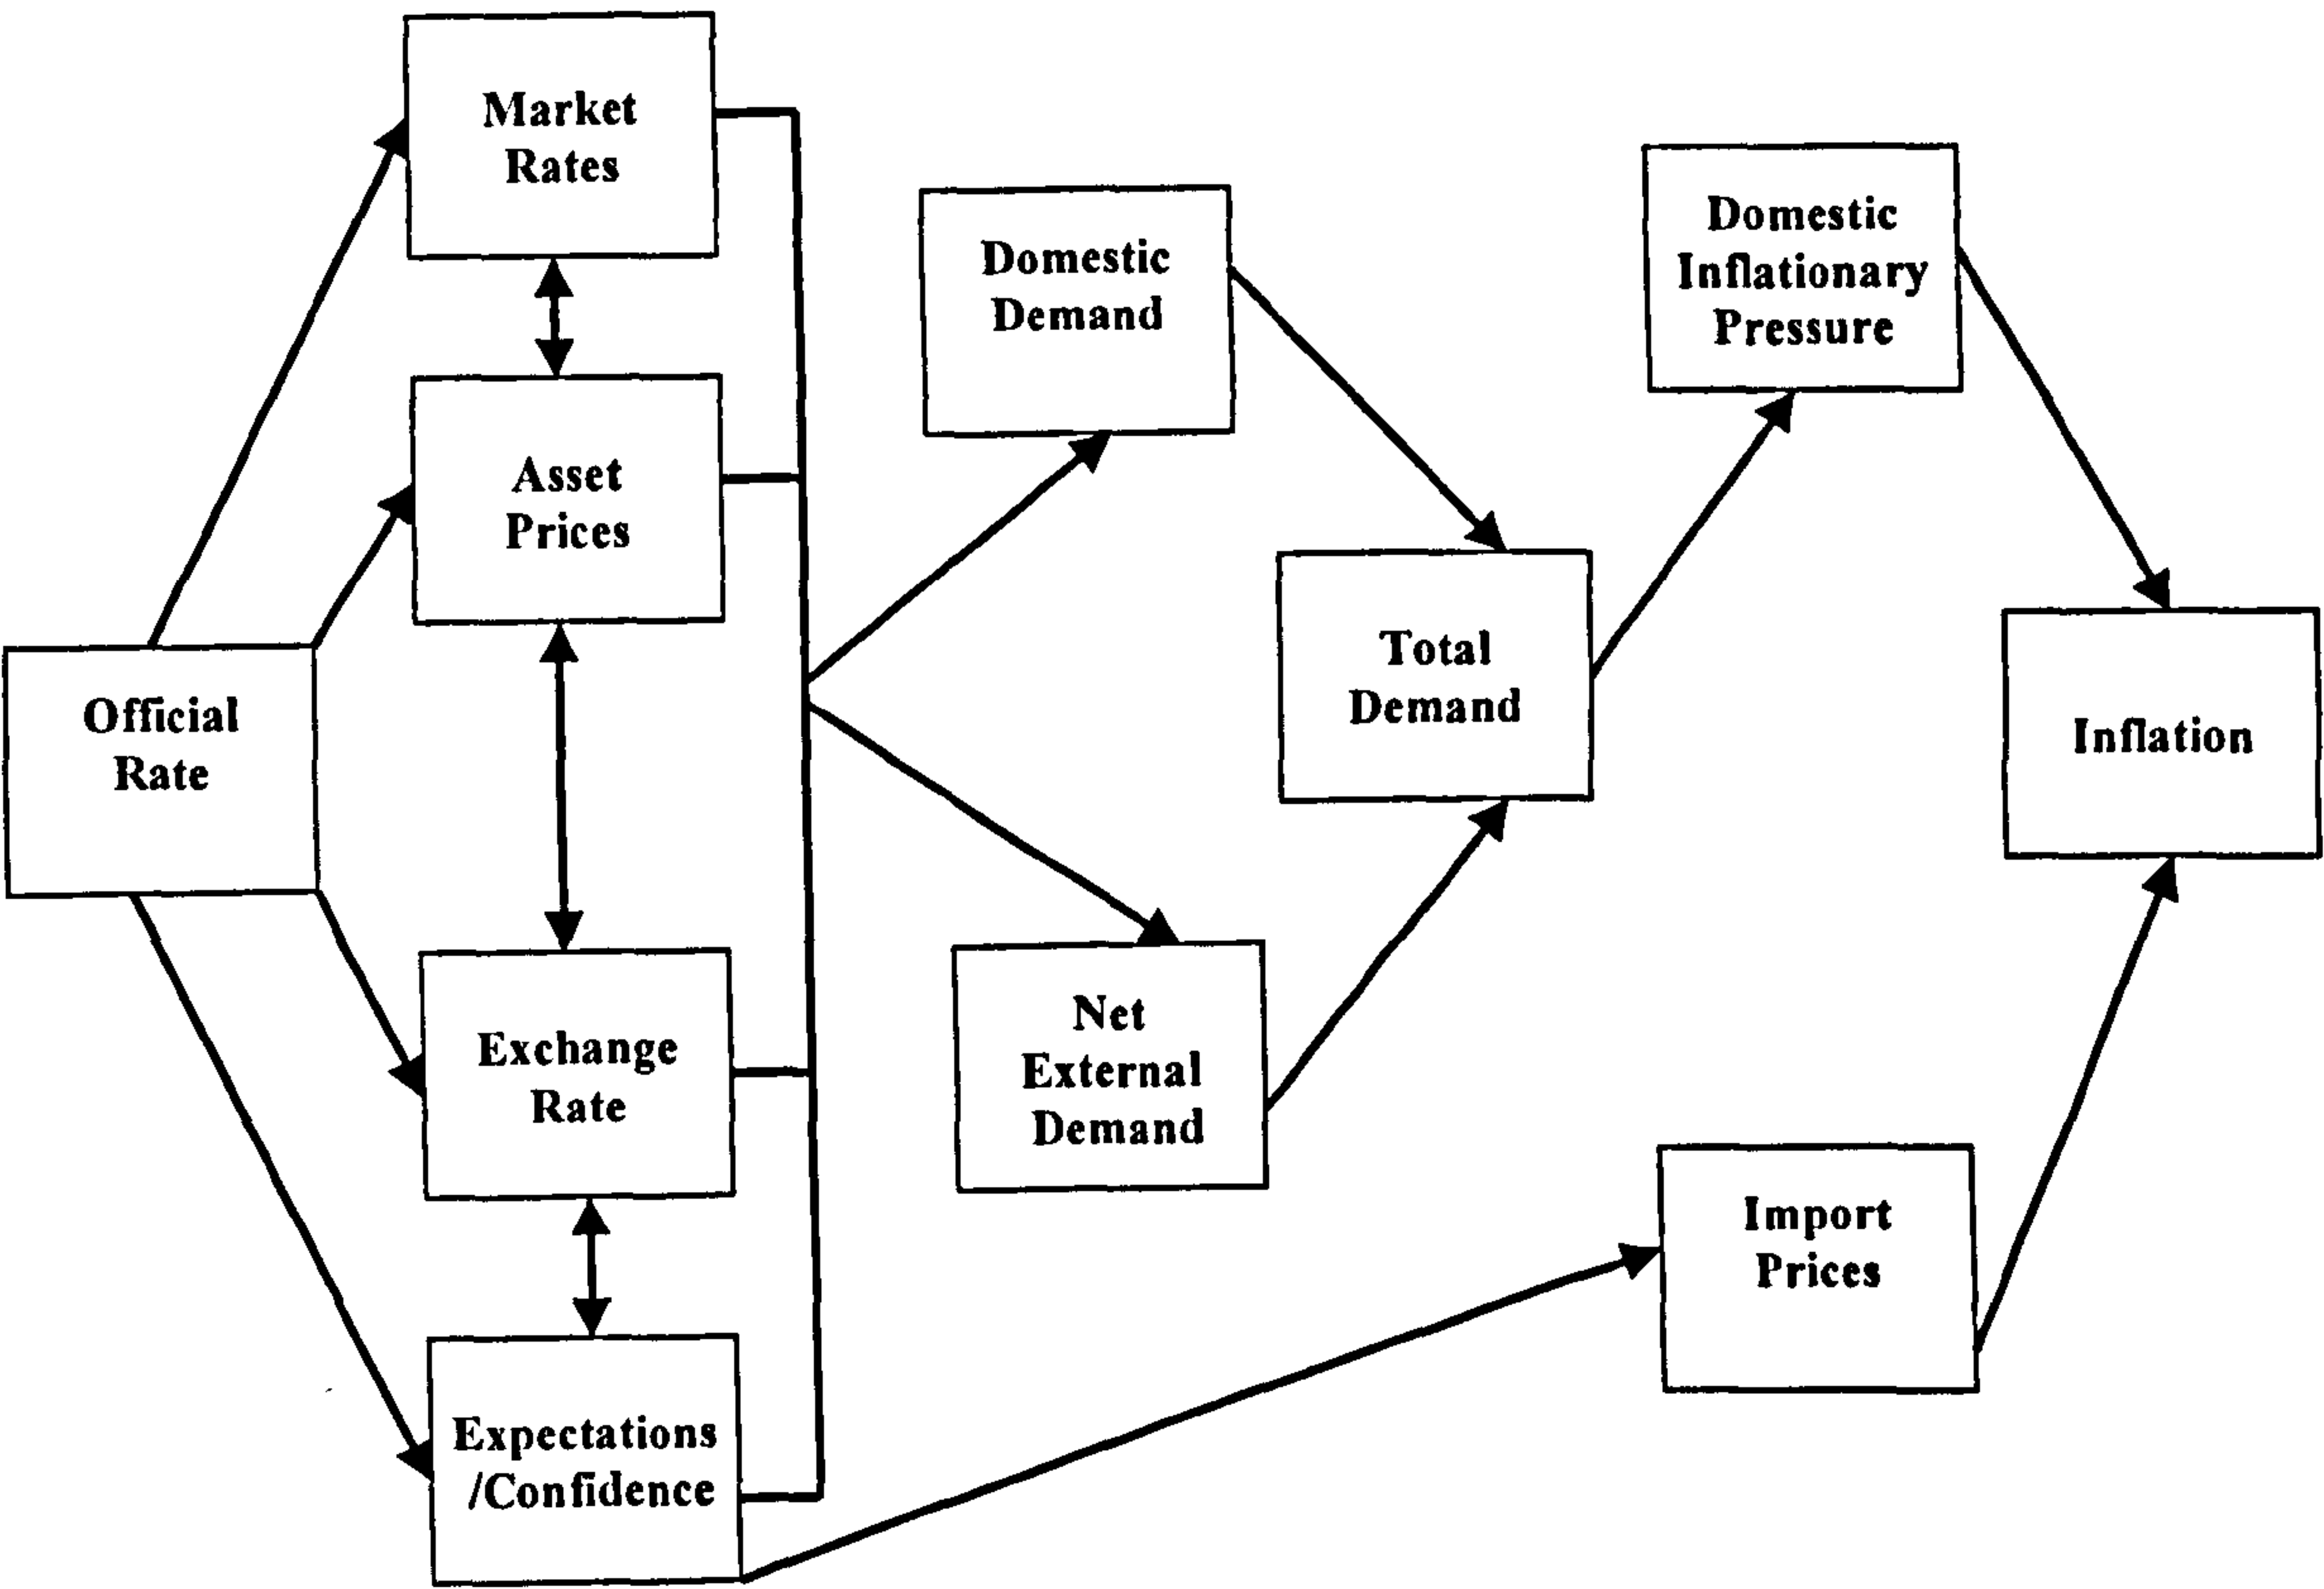 Market
Rates
Asset
Prices
Official
Rate
Exchange
Rate
Expectations
/Confidence
Domestic
Demand
Net
External
Demand
Total
Demand
Domestic
Inflationary
Pressure
Import
Prices
Inflation